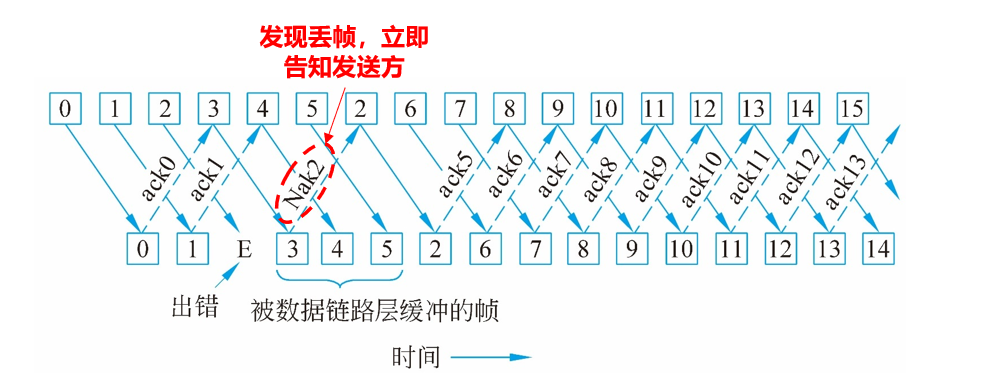 发现丢帧，立即
告知发送方
0 1 2 3 4 5 2 6 7 8 9 10 11 12 13 14 15
ack0 ack1 Nak2 ack5 ack6 ack7 ack8 ack9 ack10 ack11 ack12 ack13
0 1 E 3 4 5 2 6 7 8 9 10 11 12 13 14
出错 被数据链路层缓冲的帧
时间